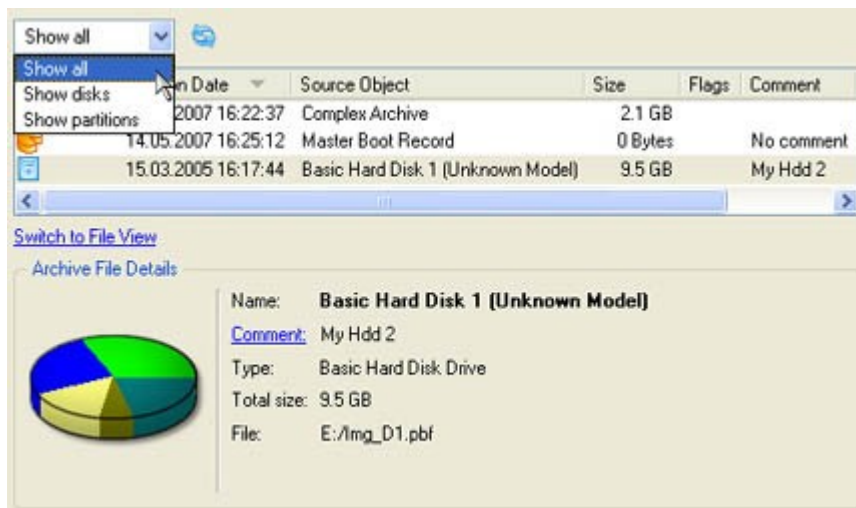 Show all
Show all
Show disks
Show partitions
n Date Source Object Size Flags Comment
2007 16:22:37 Complex Archive 2.1 GB
14.05.2007 16:25:12 Master Boot Record 0 Bytes No comment
15.03.2005 16:17:44 Basic Hard Disk 1 (Unknown Model) 9.5 GB My Hdd 2
Switch to File View
Archive File Details
Name: Basic Hard Disk 1 (Unknown Model)
Comment: My Hdd 2
Type: Basic Hard Disk Drive
Total size: 9.5 GB
File: E:/Img_D1.pbf